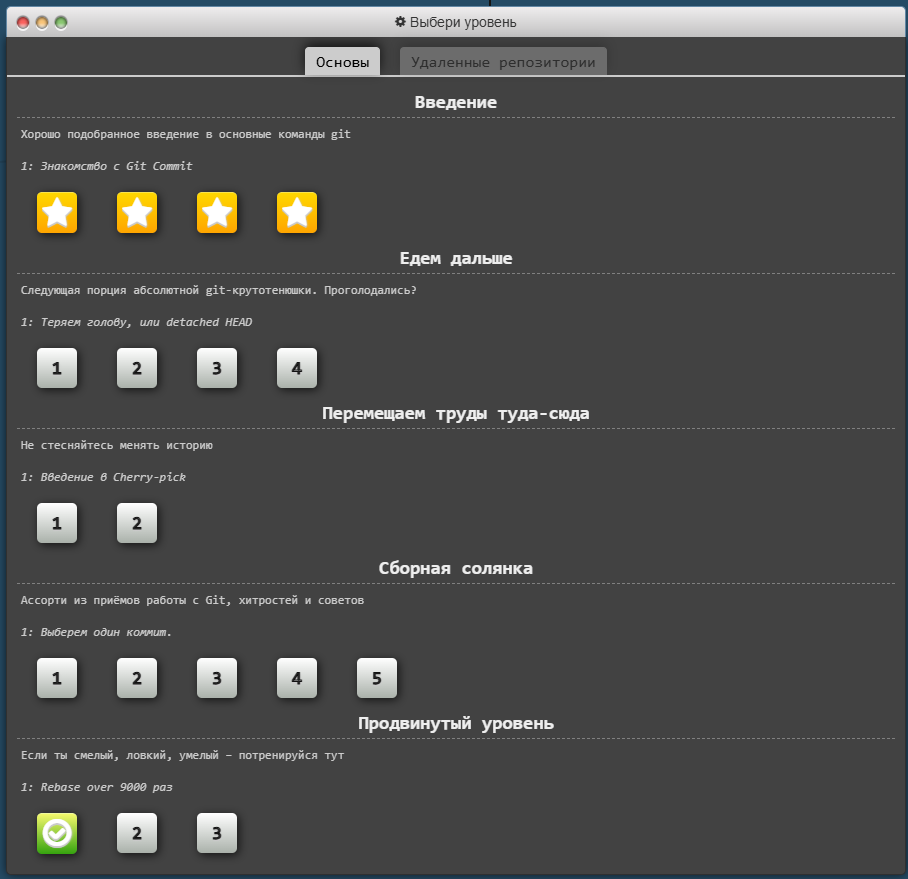 Выбери уровень
Основы
Удаленные репозитории
Введение
Хорошо подобранное введение в основные команды git
1: Знакомство с Git Commit
Едем дальше
Следующая порция абсолютной git-крутотенюшки. Проголодались?
1: Теряем голову, или detached HEAD
1 2 3 4
Перемещаем труды туда-сюда
Не стесняйтесь менять историю
1: Введение в Cherry-pick
1 2
Сборная солянка
Ассорти из приёмов работы с Git, хитростей и советов
1: Выберем один коммит.
1 2 3 4 5
Продвинутый уровень
Если ты смелый, ловкий, умелый – потренируйся тут
1: Rebase over 9000 раз
2 3